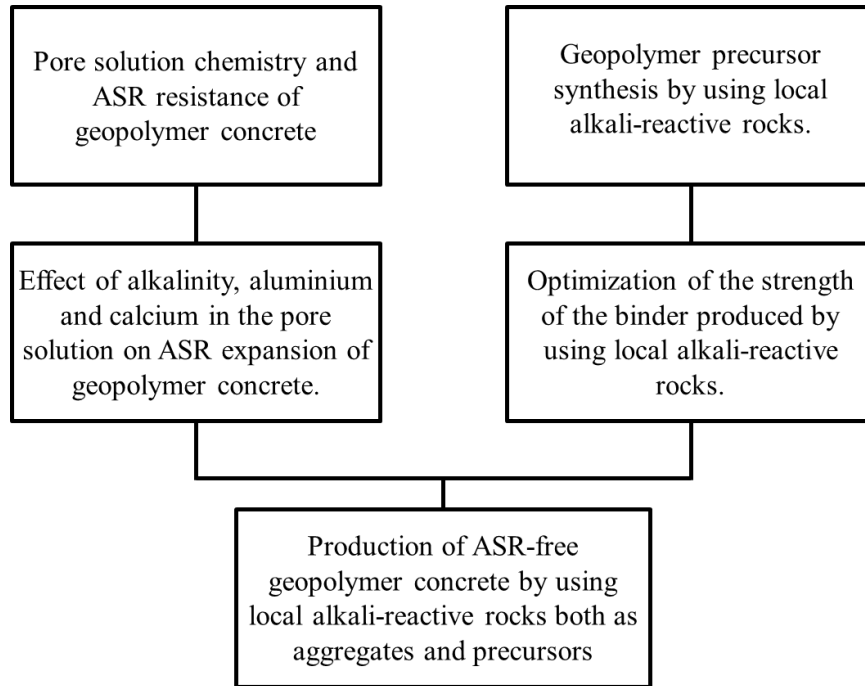 Pore solution chemistry and
ASR resistance of
geopolymer concrete
Geopolymer precursor
synthesis by using local
alkali-reactive rocks.
Effect of alkalinity, aluminium
and calcium in the pore
solution on ASR expansion of
geopolymer concrete.
Optimization of the strength
of the binder produced by
using local alkali-reactive
rocks.
Production of ASR-free
geopolymer concrete by using
local alkali-reactive rocks both as
aggregates and precursors